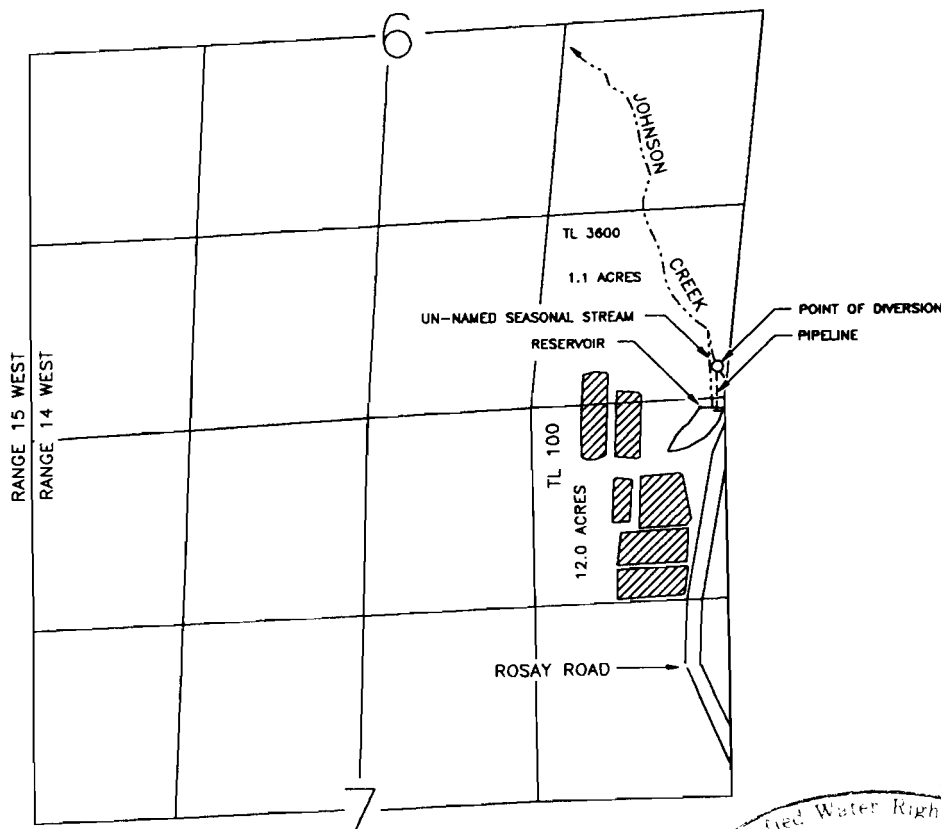 6
JOHNSON
CREEK
TL 3600
1.1 ACRES
UN-NAMED SEASONAL STREAM
RESERVOIR
POINT OF DIVERSION
PIPELINE
RANGE 15 WEST
RANGE 14 WEST
TL 100
12.0 ACRES
ROSAY ROAD
7
Water Righ